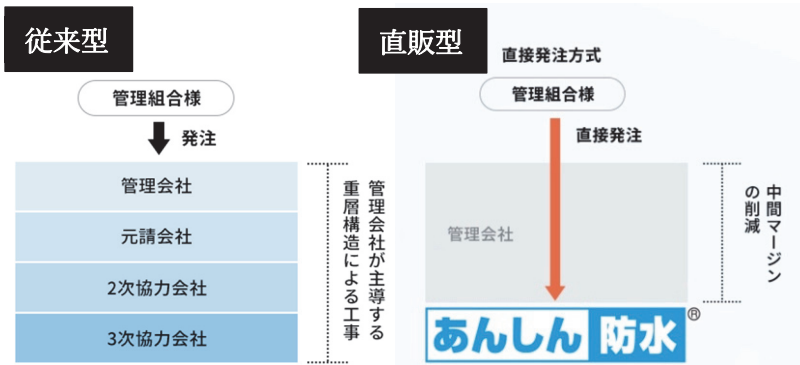 従来型
管理組合様
発注
管理会社
元請会社
2次協力会社
3次協力会社
管理会社が主導する
重層構造による工事
直販型
直接発注方式
管理組合様
直接発注
管理会社
中間マージン
の削減
あんしん防水®